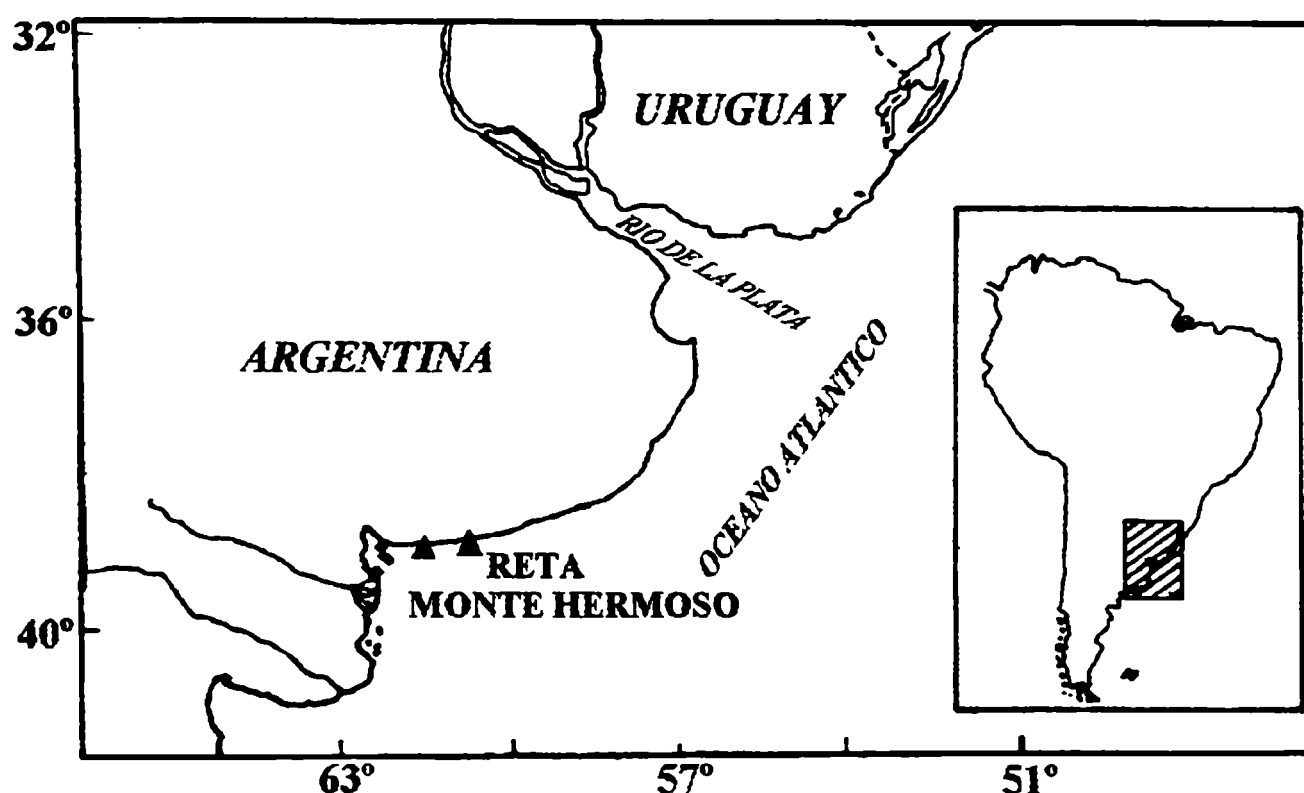 32º
URUGUAY
RIO DE LA PLATA
36º
ARGENTINA
OCEANO ATLANTICO
RETA
MONTE HERMOSO
40º
63º
57º
51º